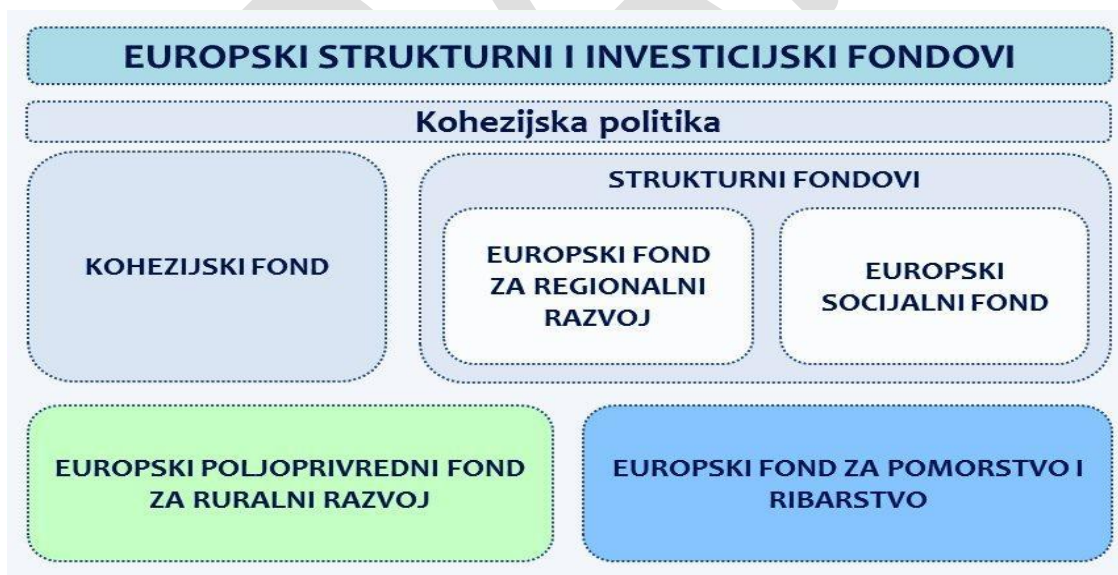 EUROPSKI STRUKTURNI I INVESTICIJSKI FONDOVI
Kohezijska politika
KOHEZIJSKI FOND
STRUKTURNI FONDOVI
EUROPSKI FOND
ZA REGIONALNI
RAZVOJ
EUROPSKI
SOCIJALNI FOND
EUROPSKI POLJOPRIVREDNI FOND
ZA RURALNI RAZVOJ
EUROPSKI FOND ZA POMORSTVO I
RIBARSTVO